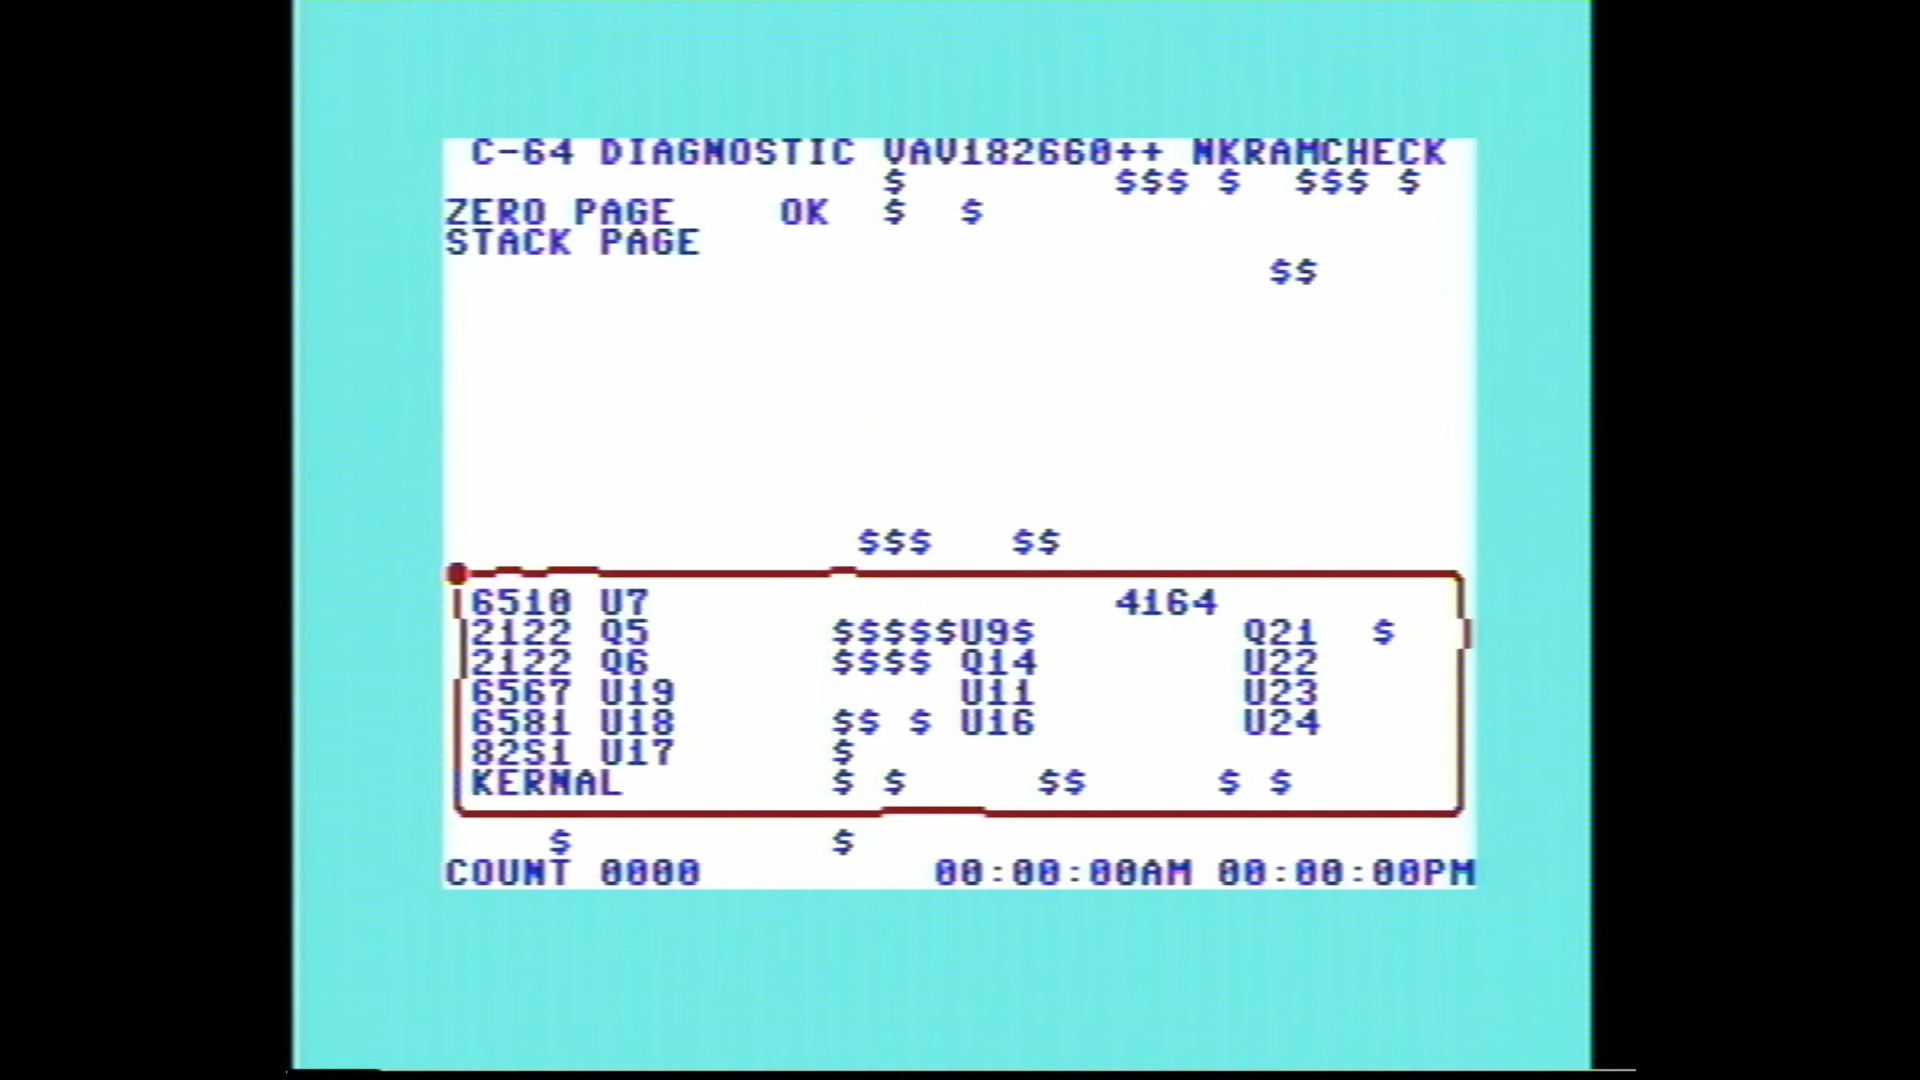 C-64 DIAGNOSTIC VAV182660++ NKRAMCHECK
$ $$$ $ $$$ $
ZERO PAGE OK $ $
STACK PAGE
$$
$$$ $$
6510 U7 4164
2122 Q5 $$$$$U9$ Q21 $
2122 Q6 $$$$ Q14 U22
6567 U19 U11 U23
6581 U18 $$ $ U16 U24
82S1 U17 $
KERNAL $ $ $$ $ $
$ $
COUNT 0000 00:00:00AM 00:00:00PM